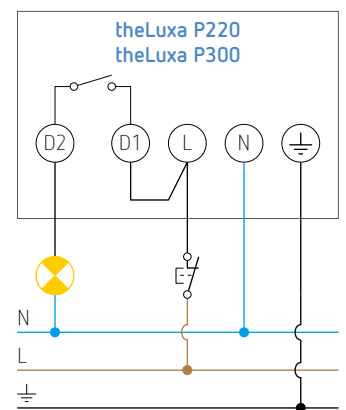 theLuxa P220
theLuxa P300
D2 D1 L N
N
L